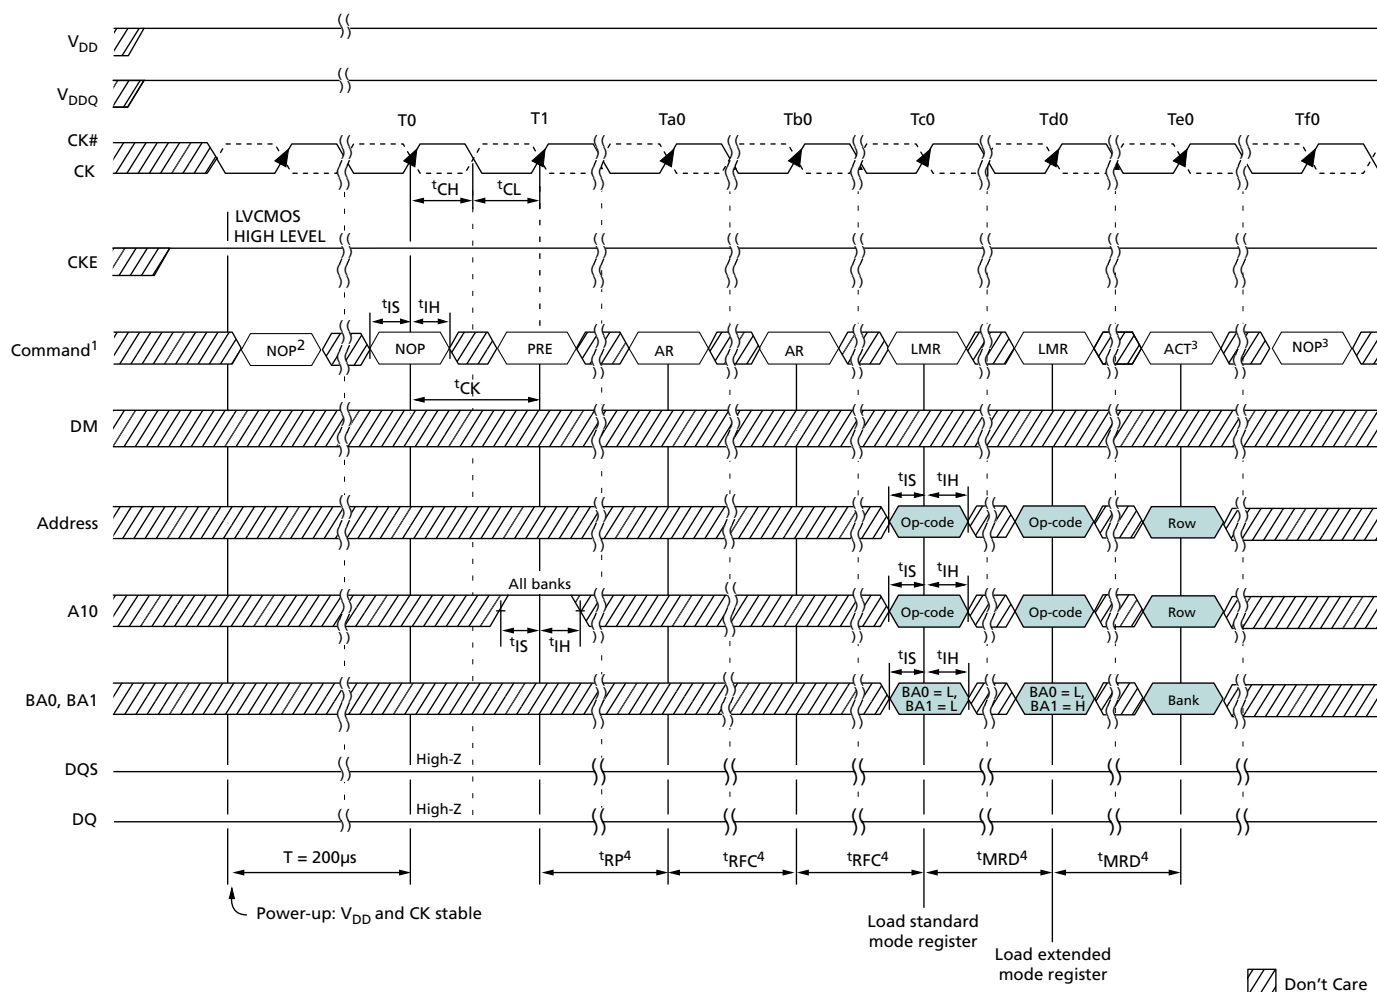 VDD
VDDQ
T0 T1 Ta0 Tb0 Tc0 Td0 Te0 Tf0
CK#
CK
tCH tCL
LVCMOS
HIGH LEVEL
CKE
tIS tIH
Command1 NOP2 NOP PRE AR AR LMR LMR ACT3 NOP3
tCK
DM
tIS tIH
Address Op-code Op-code Row
All banks tIS tIH
A10 Op-code Op-code Row
tIS tIH
tIS tIH
BA0, BA1 BA0 = L, BA1 = L BA0 = L, BA1 = H Bank
High-Z
DQS
High-Z
DQ
T = 200µs tRP4 tRFC4 tRFC4 tMRD4 tMRD4
Power-up: VDD and CK stable
Load standard
mode register
Load extended
mode register
Don't Care